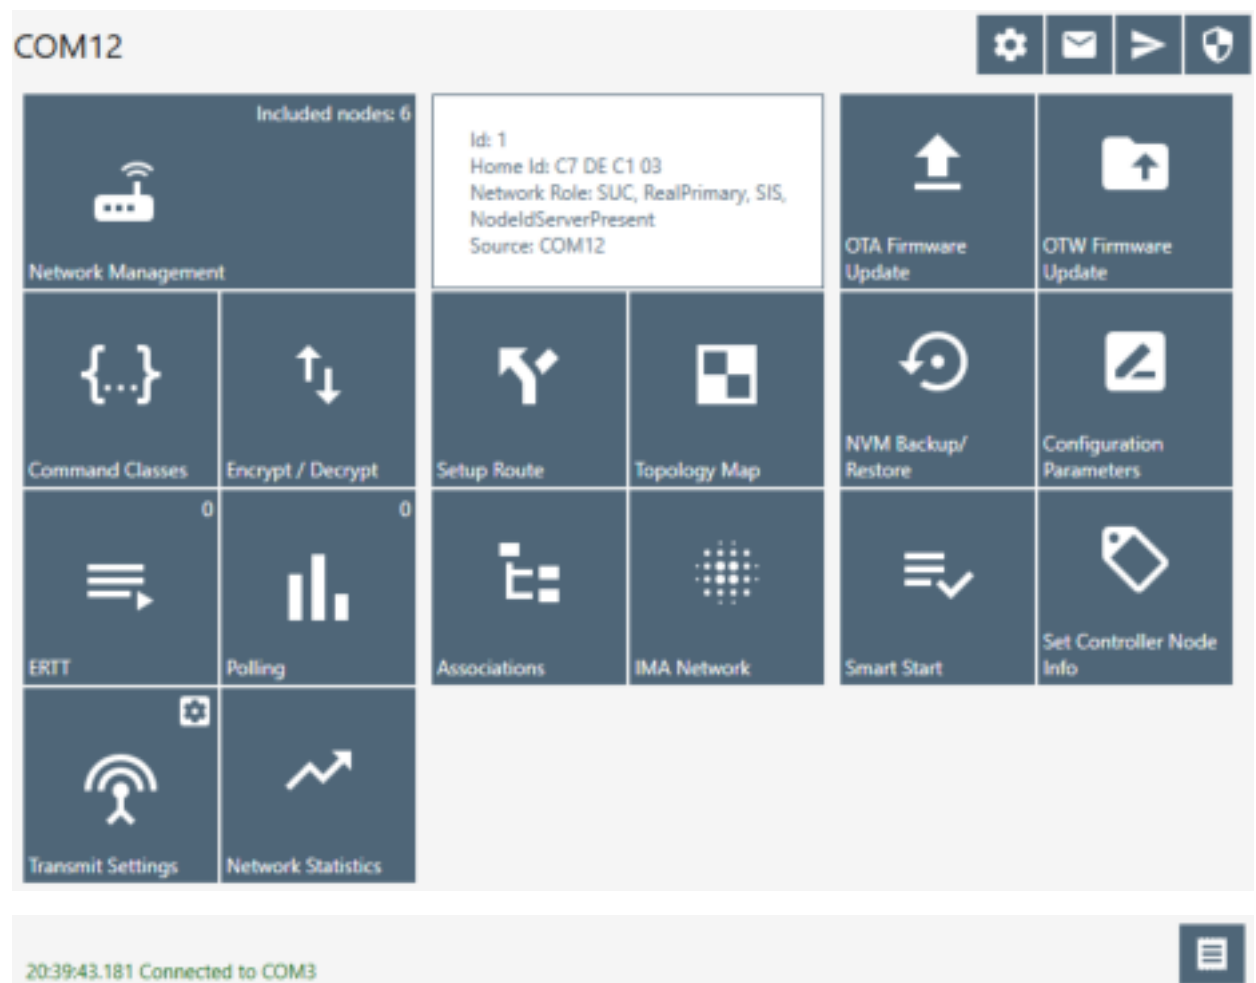 COM12
Included nodes: 6
Network Management
Id: 1
Home Id: C7 DE C1 03
Network Role: SUC, RealPrimary, SIS,
NodeIdServerPresent
Source: COM12
OTA Firmware
Update
OTW Firmware
Update
{...}
Command Classes
Encrypt / Decrypt
Setup Route
Topology Map
NVM Backup/
Restore
Configuration
Parameters
0
ERTT
0
Polling
Associations
IMA Network
Smart Start
Set Controller Node
Info
Transmit Settings
Network Statistics
20:39:43.181 Connected to COM3